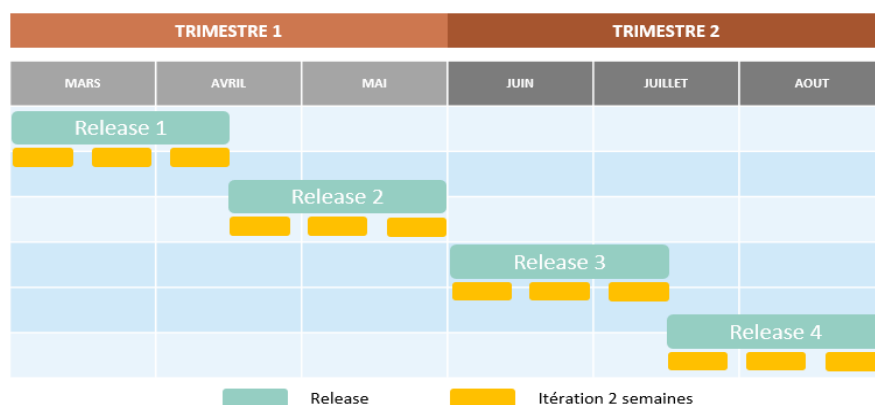 TRIMESTRE 1 TRIMESTRE 2
MARS AVRIL MAI JUIN JUILLET AOUT
Release 1
Release 2
Release 3
Release 4
Release Itération 2 semaines